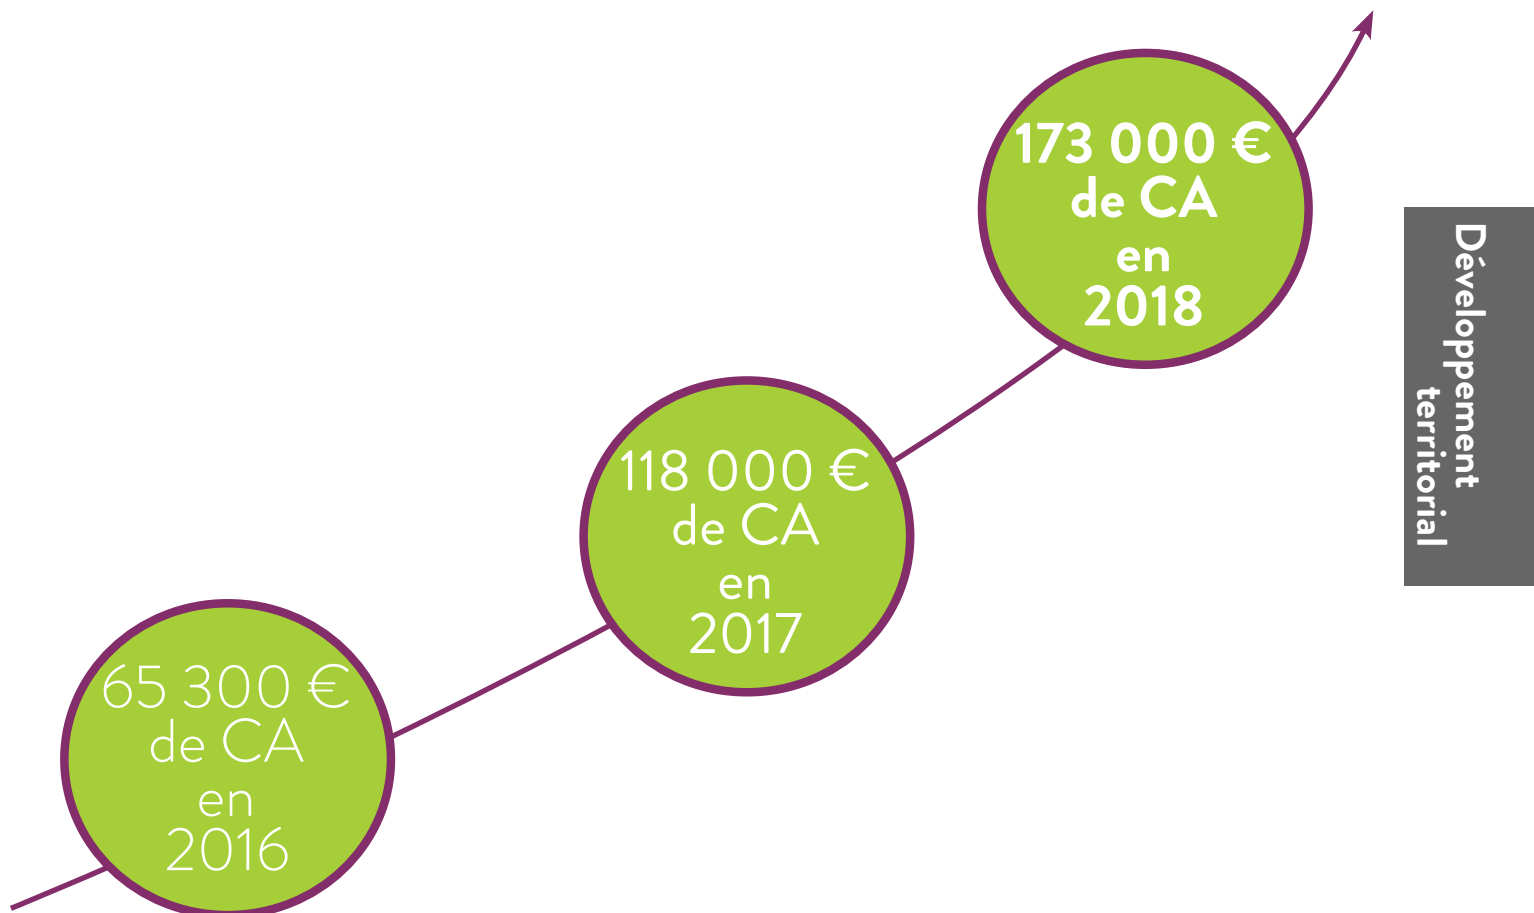 173 000 €
de CA
en
2018
118 000 €
de CA
en
2017
65 300 €
de CA
en
2016
Développement
territorial